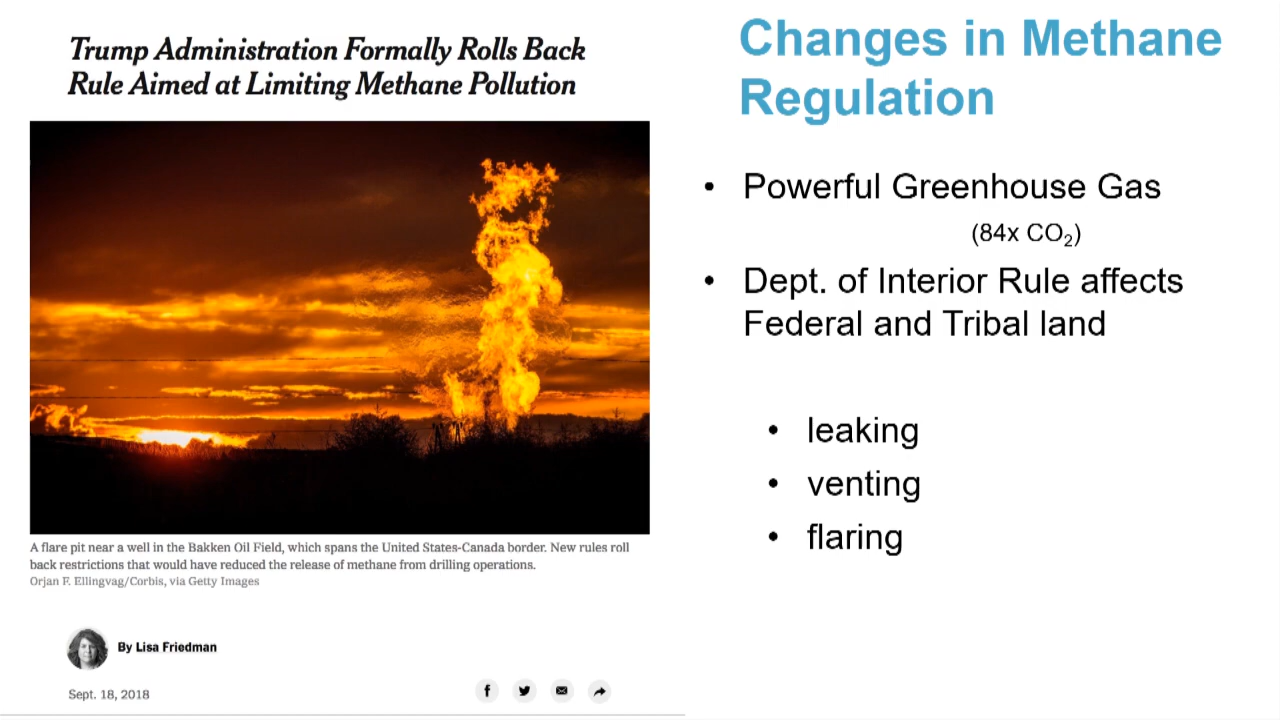 Trump Administration Formally Rolls Back
Rule Aimed at Limiting Methane Pollution
A flare pit near a well in the Bakken Oil Field, which spans the United States-Canada border. New rules roll
back restrictions that would have reduced the release of methane from drilling operations.
Orjan F. Ellingvag/Corbis, via Getty Images
By Lisa Friedman
Sept. 18, 2018
Changes in Methane
Regulation
• Powerful Greenhouse Gas
(84x CO₂)
• Dept. of Interior Rule affects
Federal and Tribal land
• leaking
• venting
• flaring